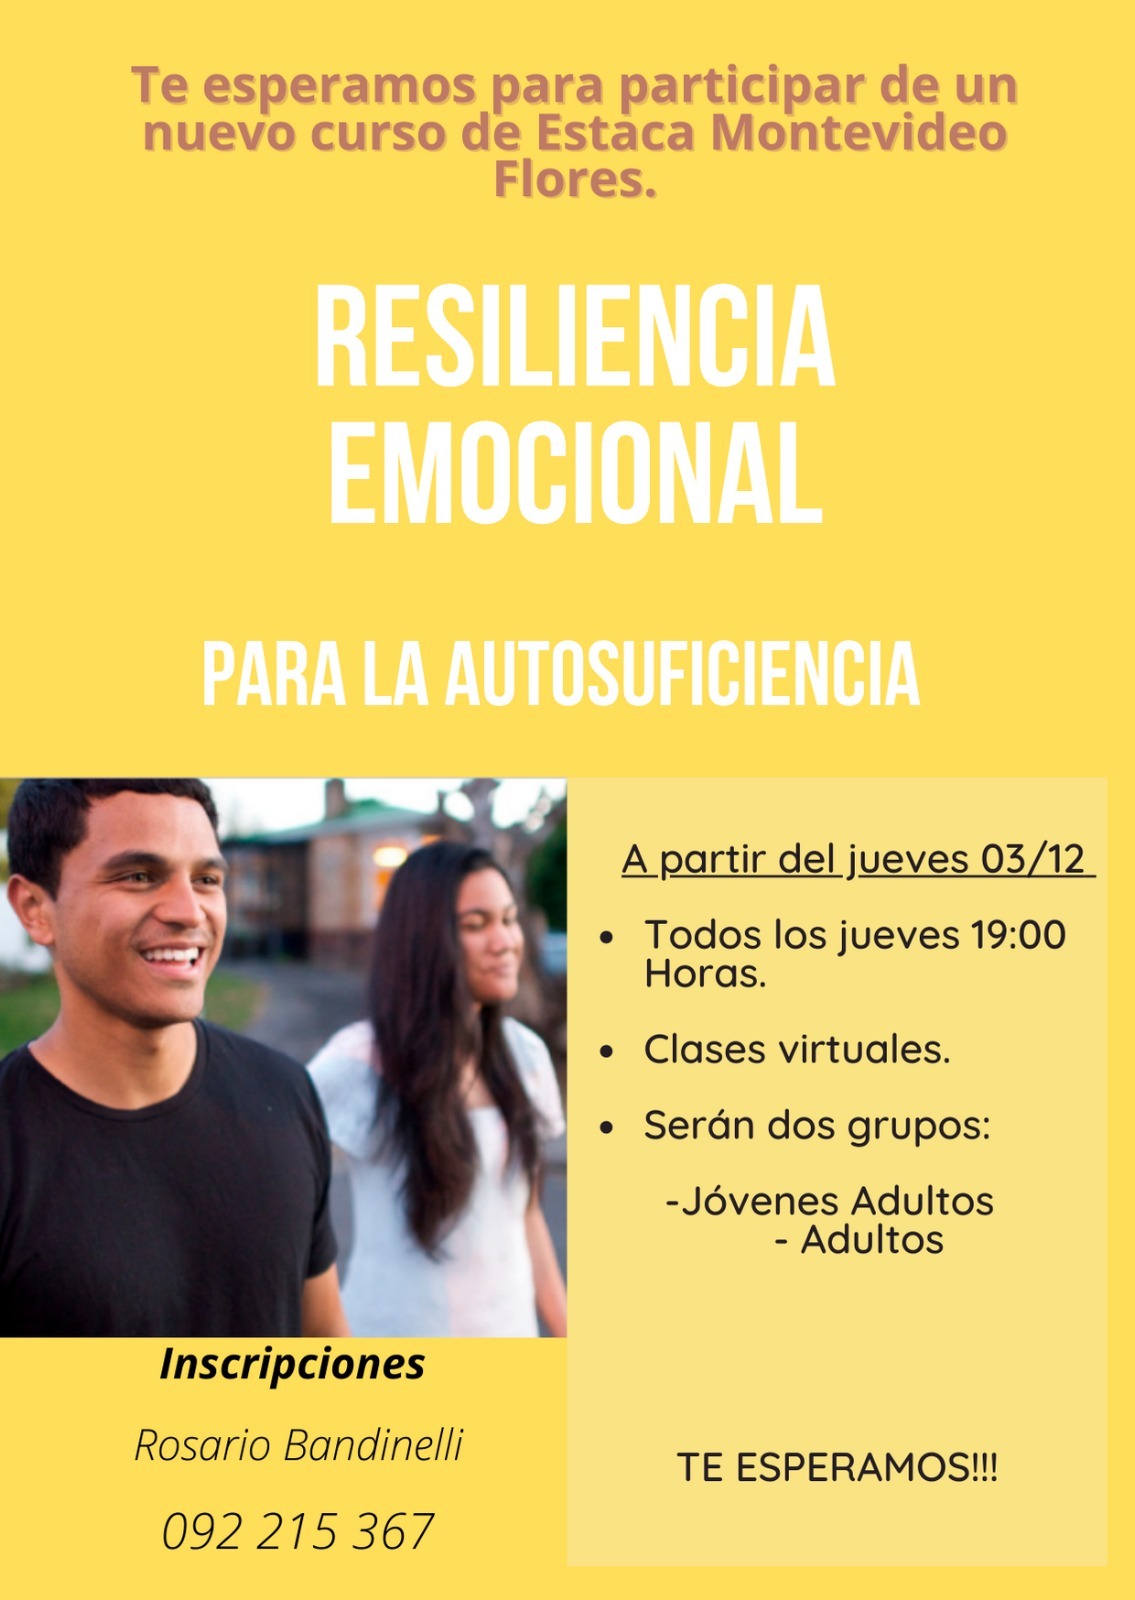 Te esperamos para participar de un
nuevo curso de Estaca Montevideo
Flores.
RESILIENCIA
EMOCIONAL
PARA LA AUTOSUFICIENCIA
A partir del jueves 03/12
• Todos los jueves 19:00
Horas.
• Clases virtuales.
• Serán dos grupos:
-Jóvenes Adultos
- Adultos
TE ESPERAMOS!!!
Inscripciones
Rosario Bandinelli
092 215 367